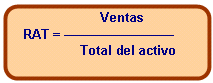 Ventas
RAT =
Total del activo